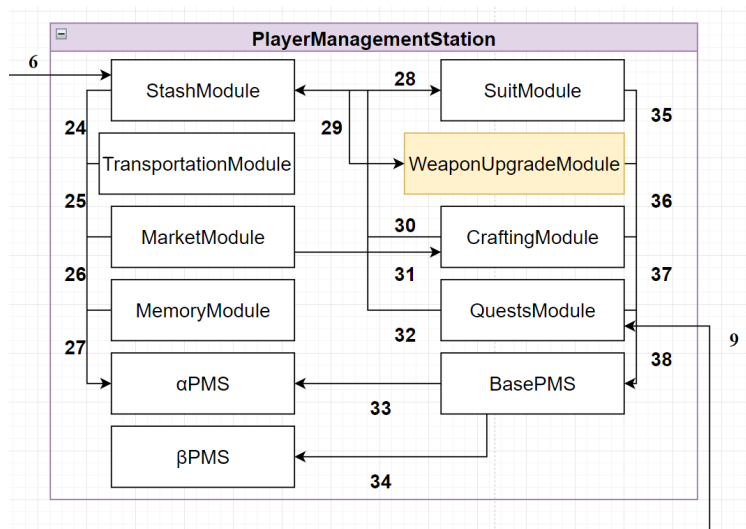 PlayerManagementStation
6
StashModule
28
SuitModule
24
29
35
TransportationModule
WeaponUpgradeModule
25
36
MarketModule
30
CraftingModule
26
31
37
MemoryModule
QuestsModule
27
32
9
38
αPMS
BasePMS
33
βPMS
34